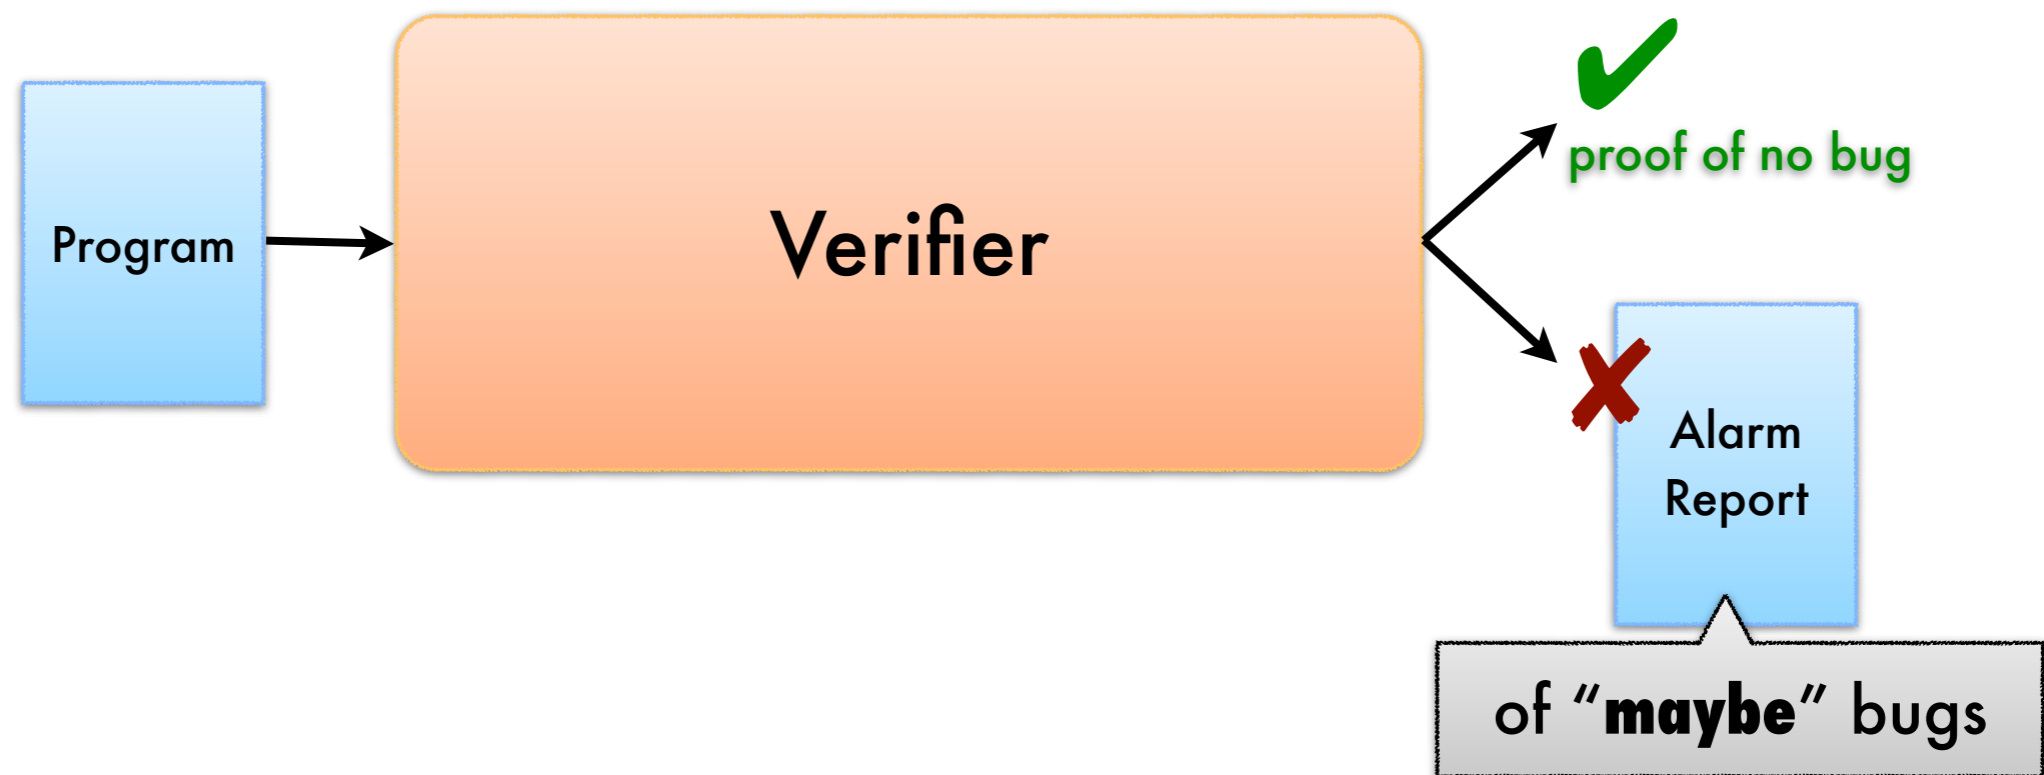 Program
Verifier
proof of no bug
Alarm
Report
of “maybe” bugs